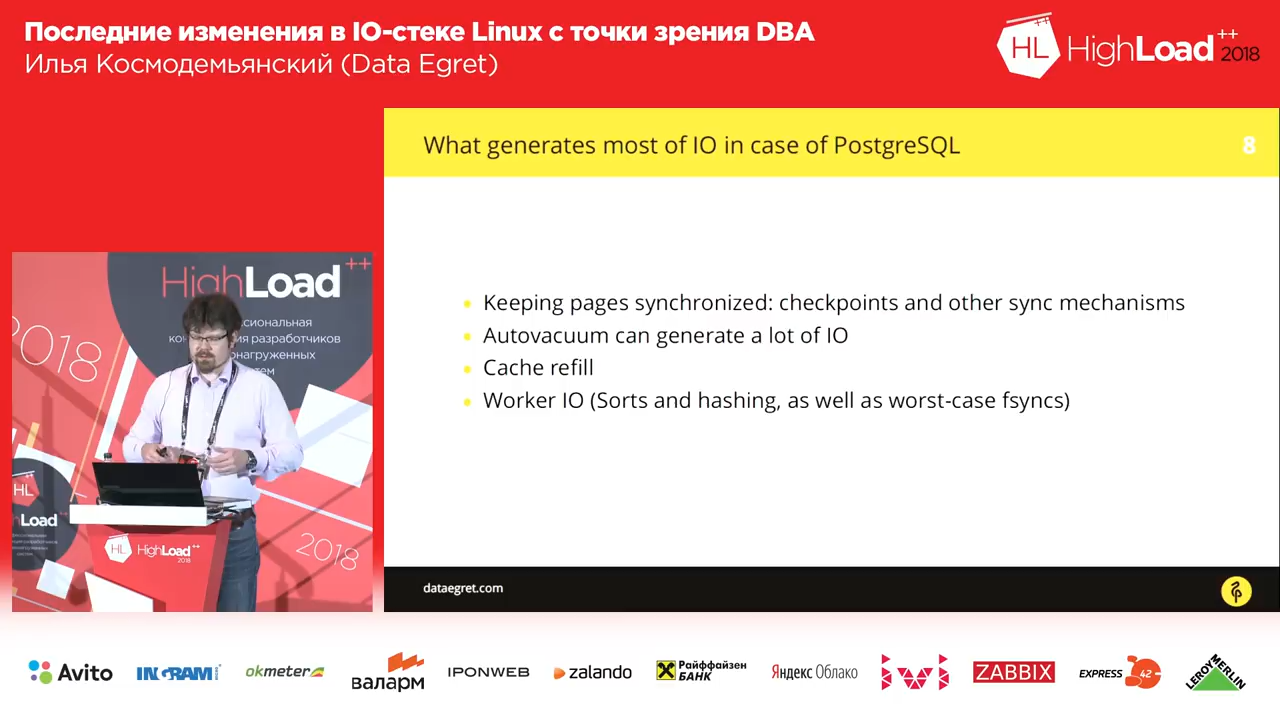 Последние изменения в IO-стеке Linux с точки зрения DBA
Илья Космодемьянский (Data Egret)
HL HighLoad++ 2018
What generates most of IO in case of PostgreSQL
8
Keeping pages synchronized: checkpoints and other sync mechanisms
Autovacuum can generate a lot of IO
Cache refill
Worker IO (Sorts and hashing, as well as worst-case fsyncs)
dataegret.com
HighLoad++
2018
HL
Load
HL HighLoad++
2018
2018
Avito
INGRAM
okmeter
валарм
IPONWEB
zalando
Райффайзен
БАНК
Яндекс Облако
ivi
ZABBIX
EXPRESS 42
LEROY MERLIN